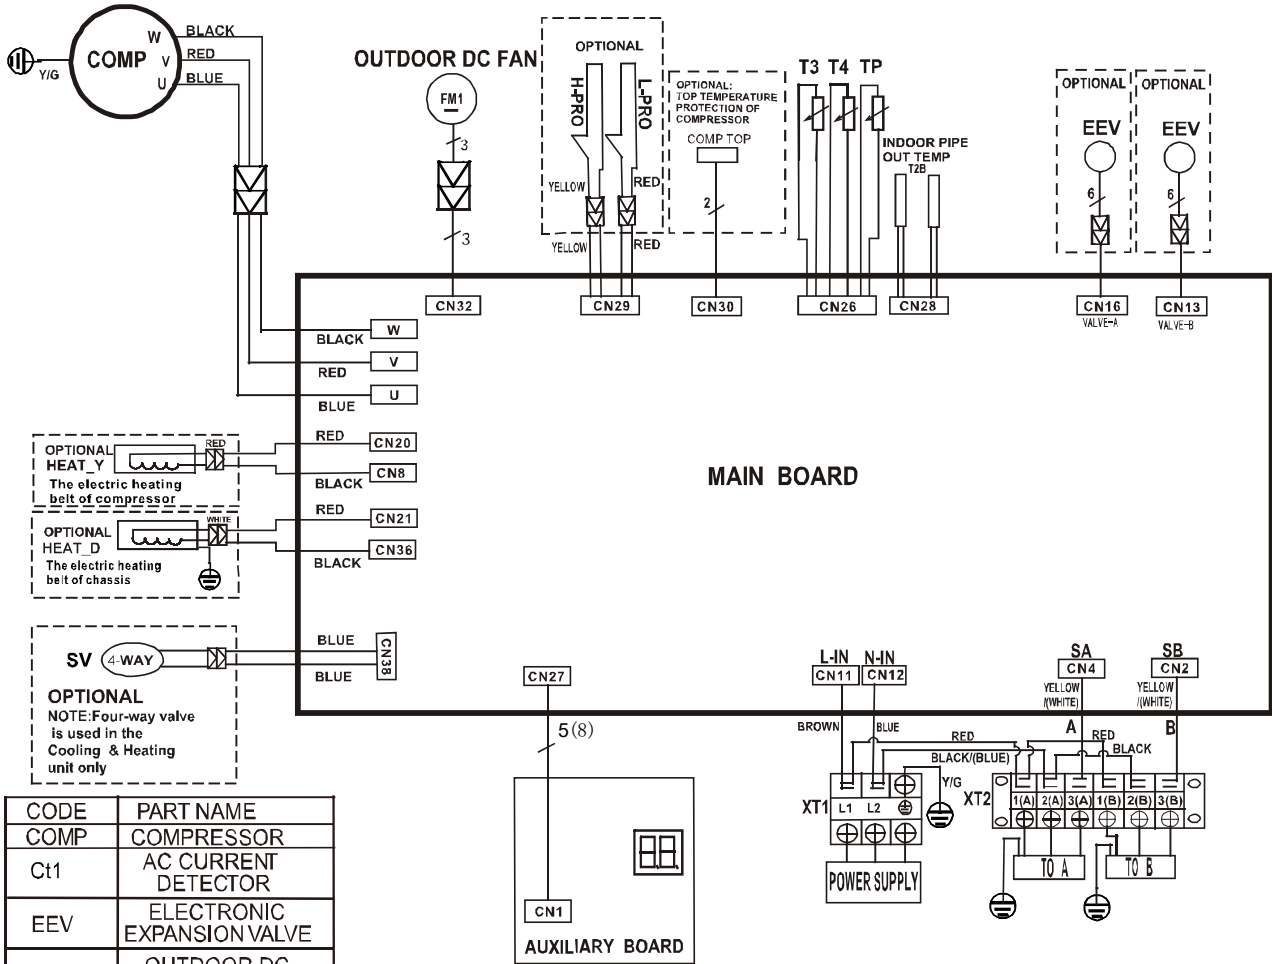 W
BLACK
COMP
V
RED
Y/G
U
BLUE
OUTDOOR DC FAN
FM1
3
3
OPTIONAL
H-PRO
L-PRO
YELLOW
RED
YELLOW
RED
OPTIONAL:
TOP TEMPERATURE
PROTECTION OF
COMPRESSOR
COMP TOP
2
T3 T4 TP
INDOOR PIPE
OUT TEMP
T2B
OPTIONAL
EEV
6
OPTIONAL
EEV
6
CN32
CN29
CN30
CN26
CN28
CN16
VALVE-A
CN13
VALVE-B
W
BLACK
V
RED
U
BLUE
OPTIONAL
HEAT_Y
RED
The electric heating
belt of compressor
RED
CN20
CN8
BLACK
OPTIONAL
HEAT_D
WHITE
The electric heating
belt of chassis
RED
CN21
CN36
BLACK
MAIN BOARD
SV
4-WAY
OPTIONAL
NOTE:Four-way valve
is used in the
Cooling & Heating
unit only
BLUE
BLUE
CN38
CN27
5(8)
L-IN
N-IN
CN11
CN12
BROWN
BLUE
SA
CN4
YELLOW
/(WHITE)
A
SB
CN2
YELLOW
/(WHITE)
B
RED
RED
BLACK/(BLUE)
BLACK
Y/G
XT1
L1
L2
POWER SUPPLY
XT2
1(A) 2(A) 3(A) 1(B) 2(B) 3(B)
TO A
TO B
88.
CN1
AUXILIARY BOARD
CODE PART NAME
COMP COMPRESSOR
Ct1 AC CURRENT
DETECTOR
EEV ELECTRONIC
EXPANSION VALVE
OUTDOOR DC